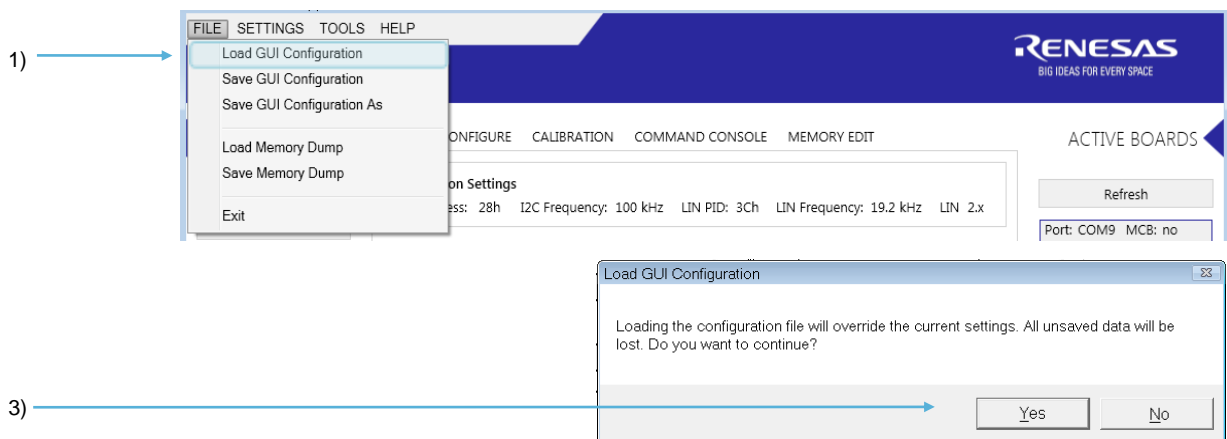 FILE SETTINGS TOOLS HELP
1)
Load GUI Configuration
Save GUI Configuration
Save GUI Configuration As
Load Memory Dump
Save Memory Dump
Exit
RENESAS
BIG IDEAS FOR EVERY SPACE
ONFIGURE CALIBRATION COMMAND CONSOLE MEMORY EDIT
ACTIVE BOARDS
on Settings
ess: 28h I2C Frequency: 100 kHz LIN PID: 3Ch LIN Frequency: 19.2 kHz LIN 2.x
Refresh
Port: COM9 MCB: no
Load GUI Configuration
Loading the configuration file will override the current settings. All unsaved data will be
lost. Do you want to continue?
3)
Yes No